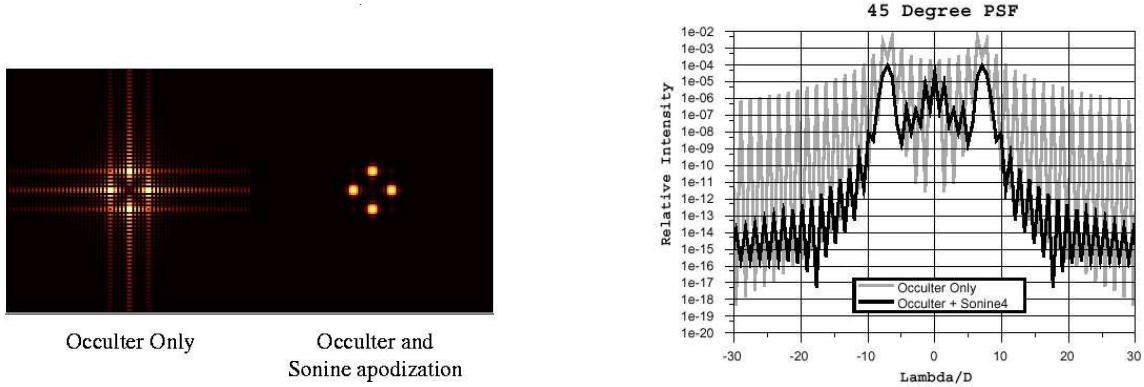 Occulter Only
Occulter and
Sonine apodization
45 Degree PSF
Relative Intensity
1e-02
1e-03
1e-04
1e-05
1e-06
1e-07
1e-08
1e-09
1e-10
1e-11
1e-12
1e-13
1e-14
1e-15
1e-16
1e-17
1e-18
1e-19
1e-20
Occulter Only
Occulter + Sonine4
-30 -20 -10 0 10 20 30
Lambda/D